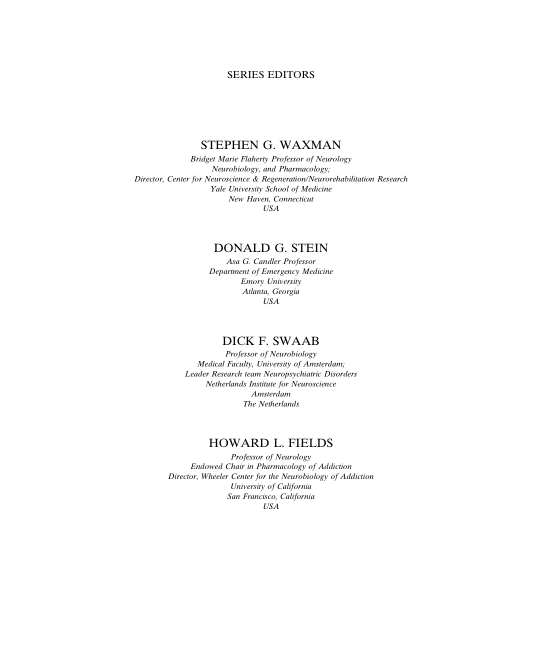 SERIES EDITORS
STEPHEN G. WAXMAN
Bridget Marie Flaherty Professor of Neurology
Neurobiology, and Pharmacology;
Director, Center for Neuroscience & Regeneration/Neurorehabilitation Research
Yale University School of Medicine
New Haven, Connecticut
USA
DONALD G. STEIN
Asa G. Candler Professor
Department of Emergency Medicine
Emory University
Atlanta, Georgia
USA
DICK F. SWAAB
Professor of Neurobiology
Medical Faculty, University of Amsterdam;
Leader Research team Neuropsychiatric Disorders
Netherlands Institute for Neuroscience
Amsterdam
The Netherlands
HOWARD L. FIELDS
Professor of Neurology
Endowed Chair in Pharmacology of Addiction
Director, Wheeler Center for the Neurobiology of Addiction
University of California
San Francisco, California
USA